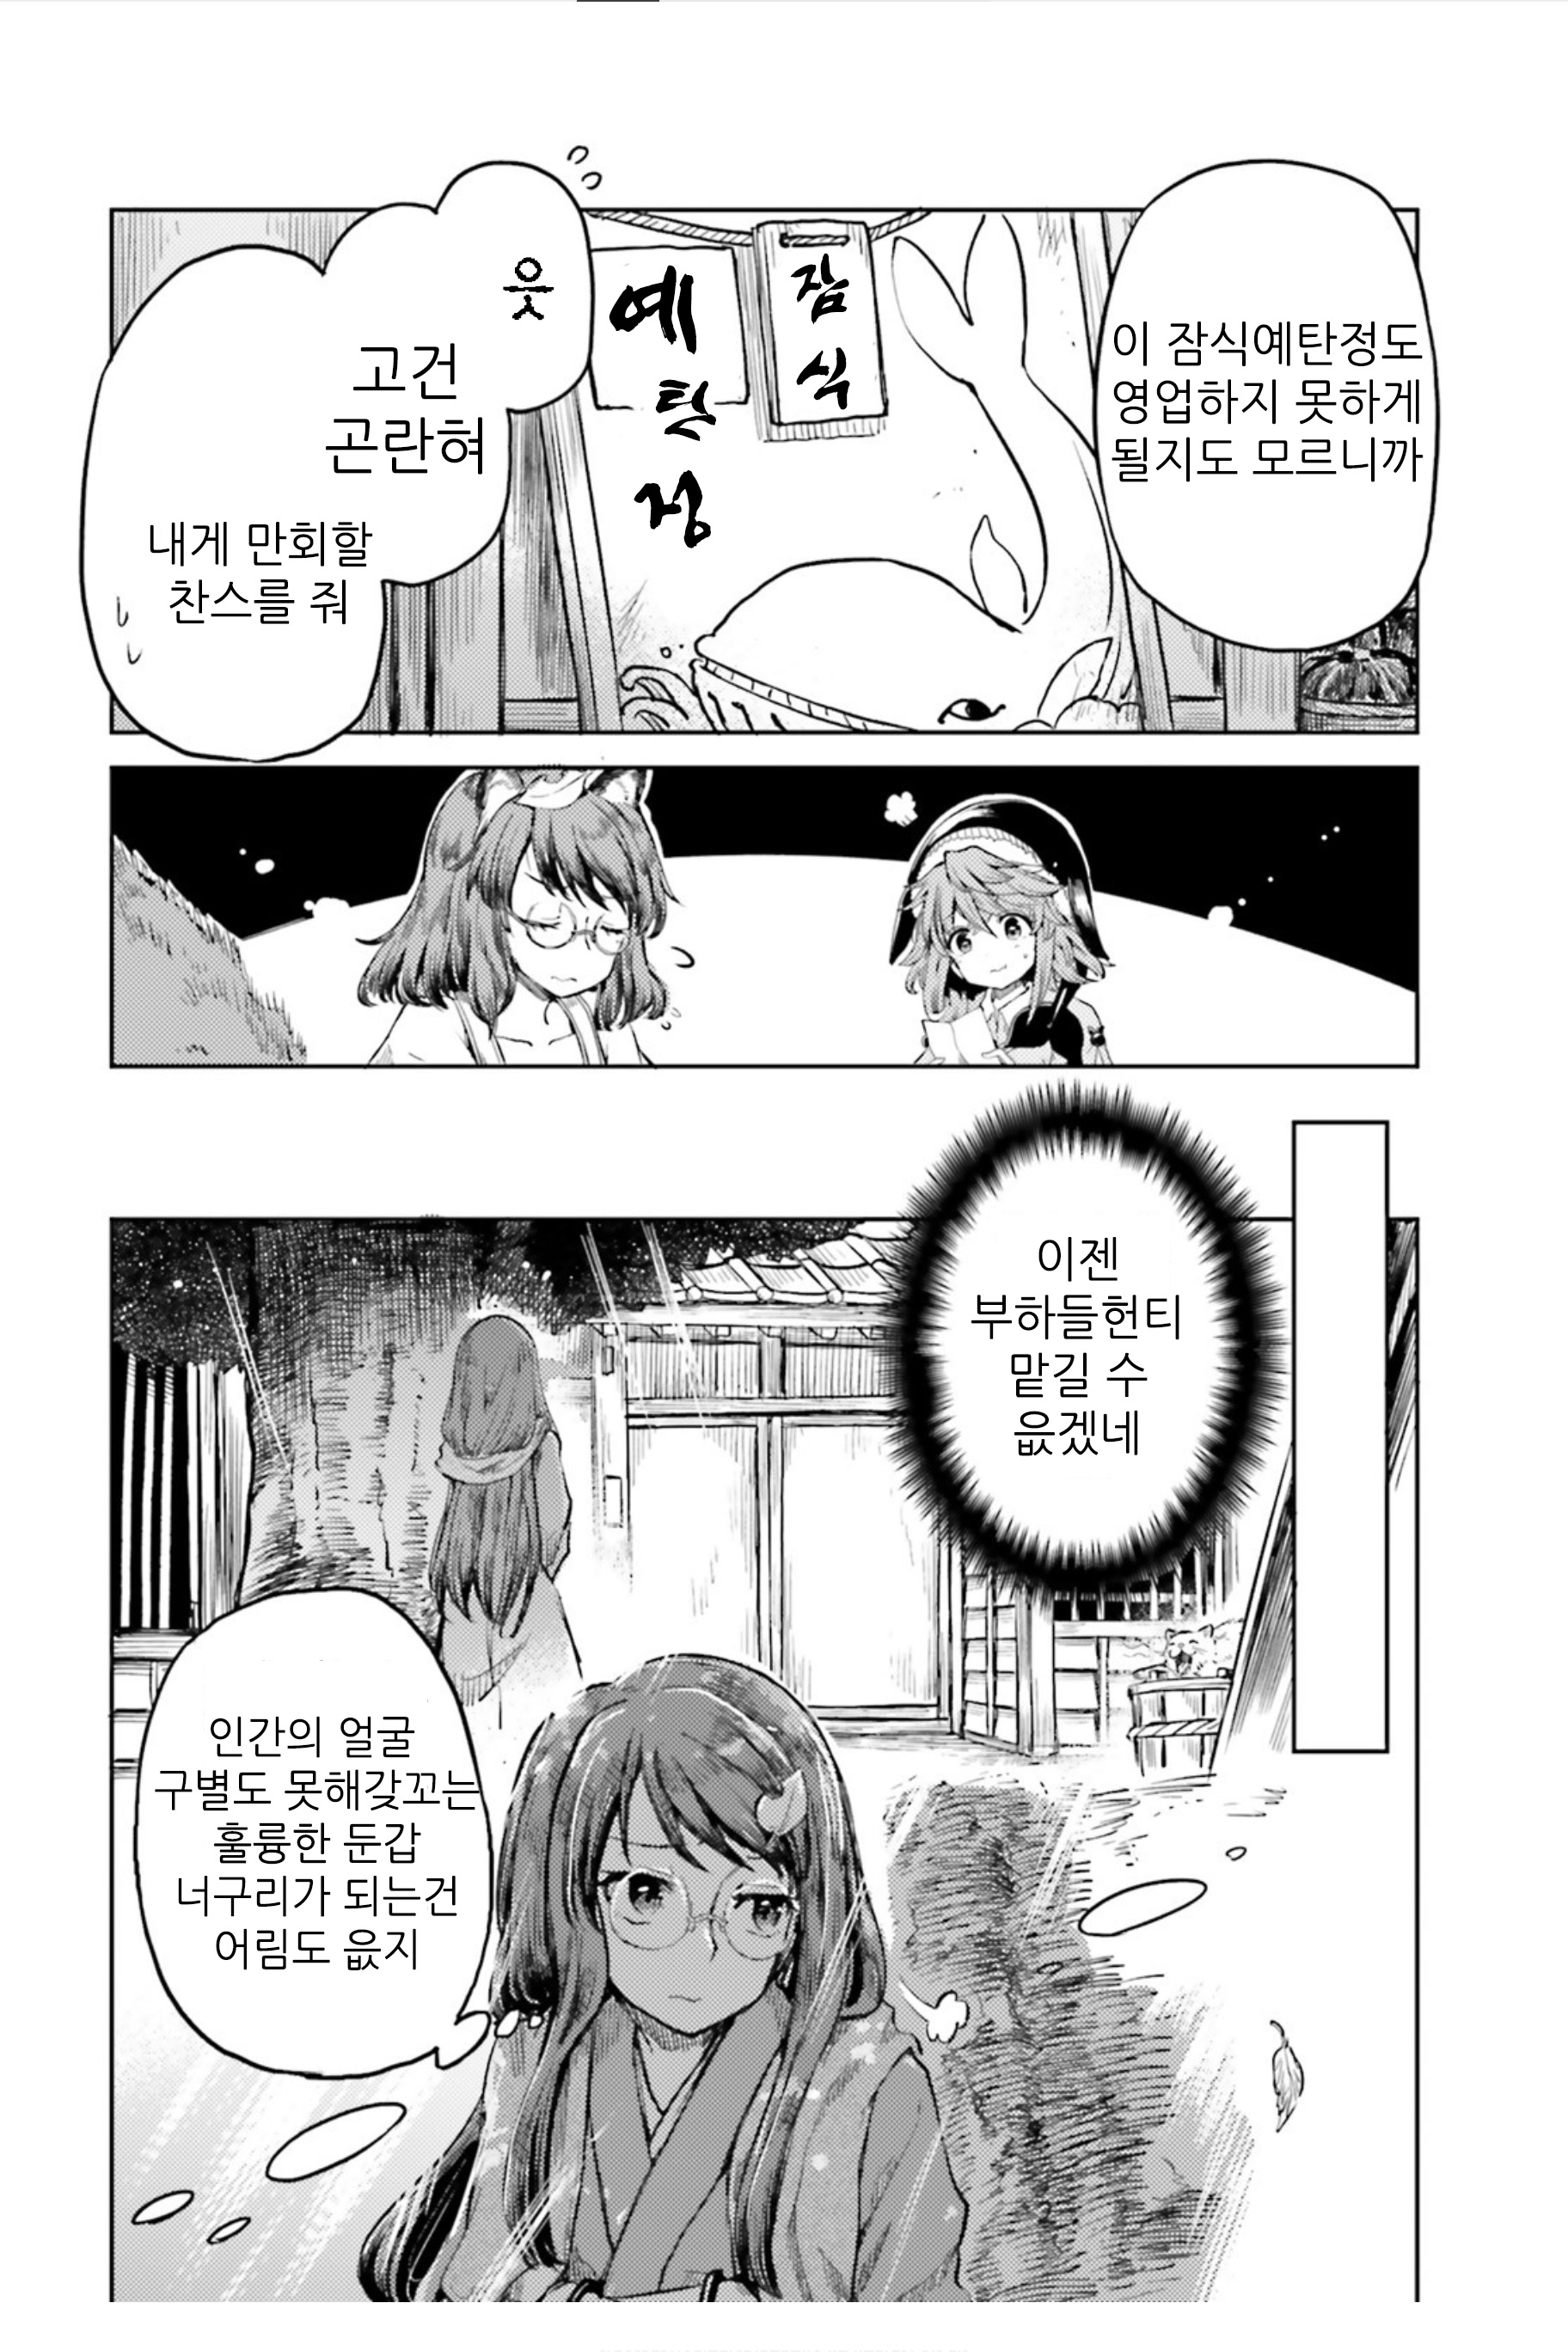 이 잠식예탄정도
영업하지 못하게
될지도 모르니까
잠
식
예
탄
정
읏
고건
곤란혀
내게 만회할
찬스를 줘
이젠
부하들헌티
맡길 수
읎겠네
인간의 얼굴
구별도 못해갖꼬는
훌륭한 둔갑
너구리가 되는건
어림도 읎지